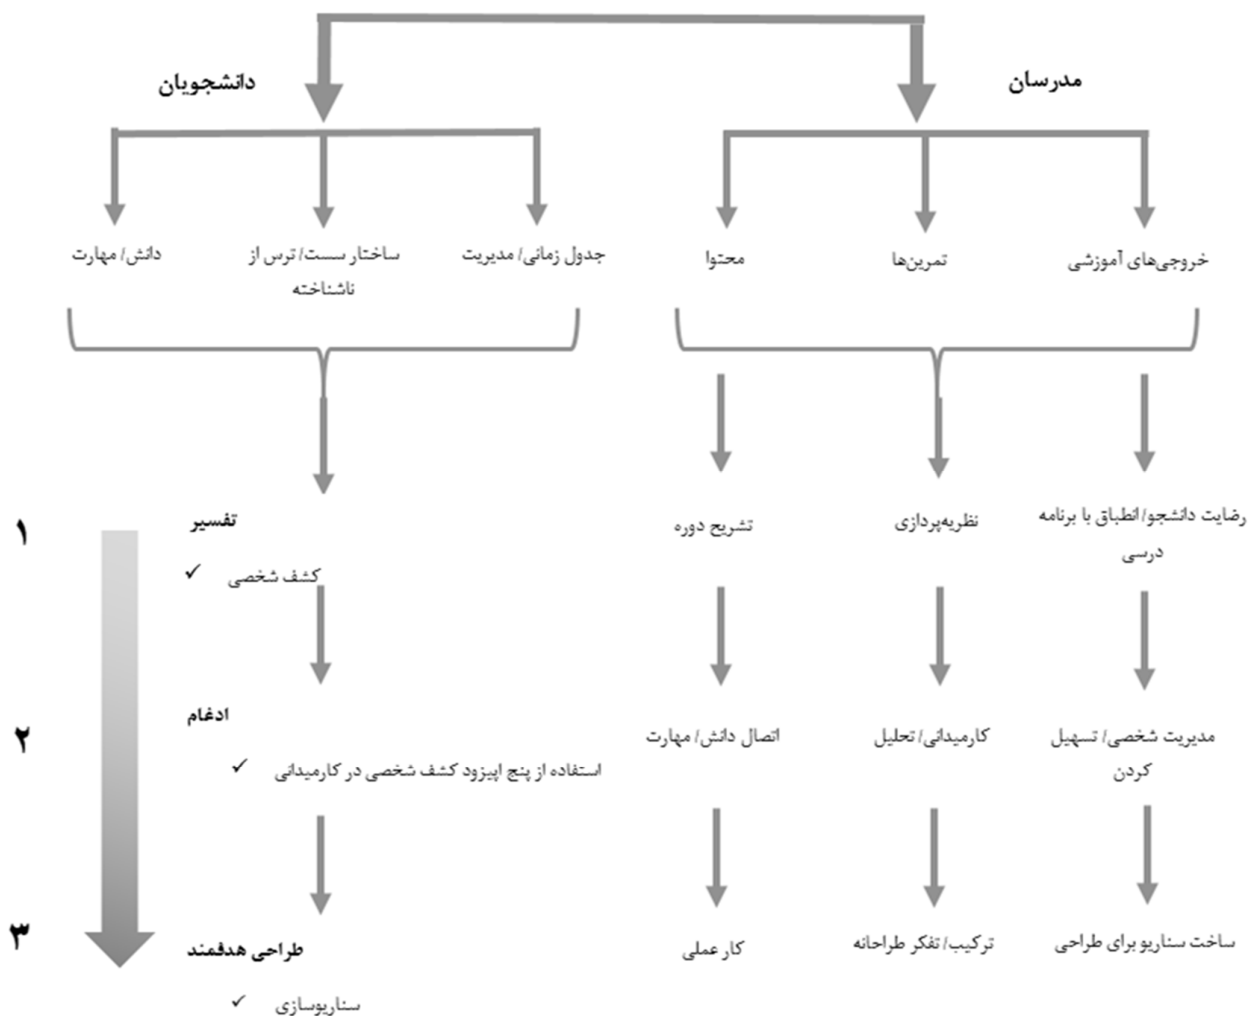 مدرسان
دانشجویان
خروجی‌های آموزشی
تمرین‌ها
محتوا
جدول زمانی/ مدیریت
ساختار سست/ ترس از
ناشناخته
دانش/ مهارت
رضایت دانشجو/ انطباق با برنامه
درسی
نظریه‌پردازی
تشریح دوره
تفسیر
✓ کشف شخصی
۱
مدیریت شخصی/ تسهیل
کردن
کارمیدانی/ تحلیل
اتصال دانش/ مهارت
ادغام
✓ استفاده از پنج اپیزود کشف شخصی در کارمیدانی
۲
ساخت سناریو برای طراحی
ترکیب/ تفکر طراحانه
کار عملی
طراحی هدفمند
✓ سناریوسازی
۳